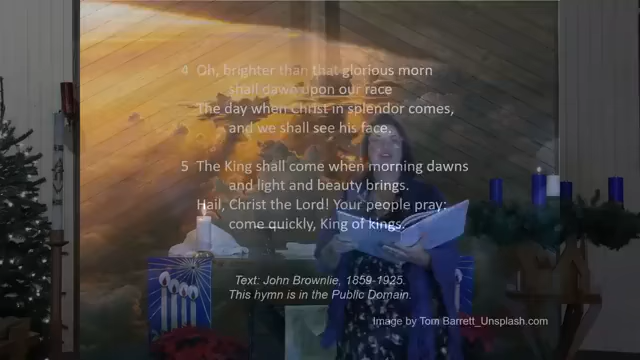 4 Oh, brighter than that glorious morn
shall dawn upon our race
The day when Christ in splendor comes,
and we shall see his face.
5 The King shall come when morning dawns
and light and beauty brings.
Hail, Christ the Lord! Your people pray;
come quickly, King of kings.
Text: John Brownlie, 1859-1925.
This hymn is in the Public Domain.
Image by Tom Barrett_Unsplash.com